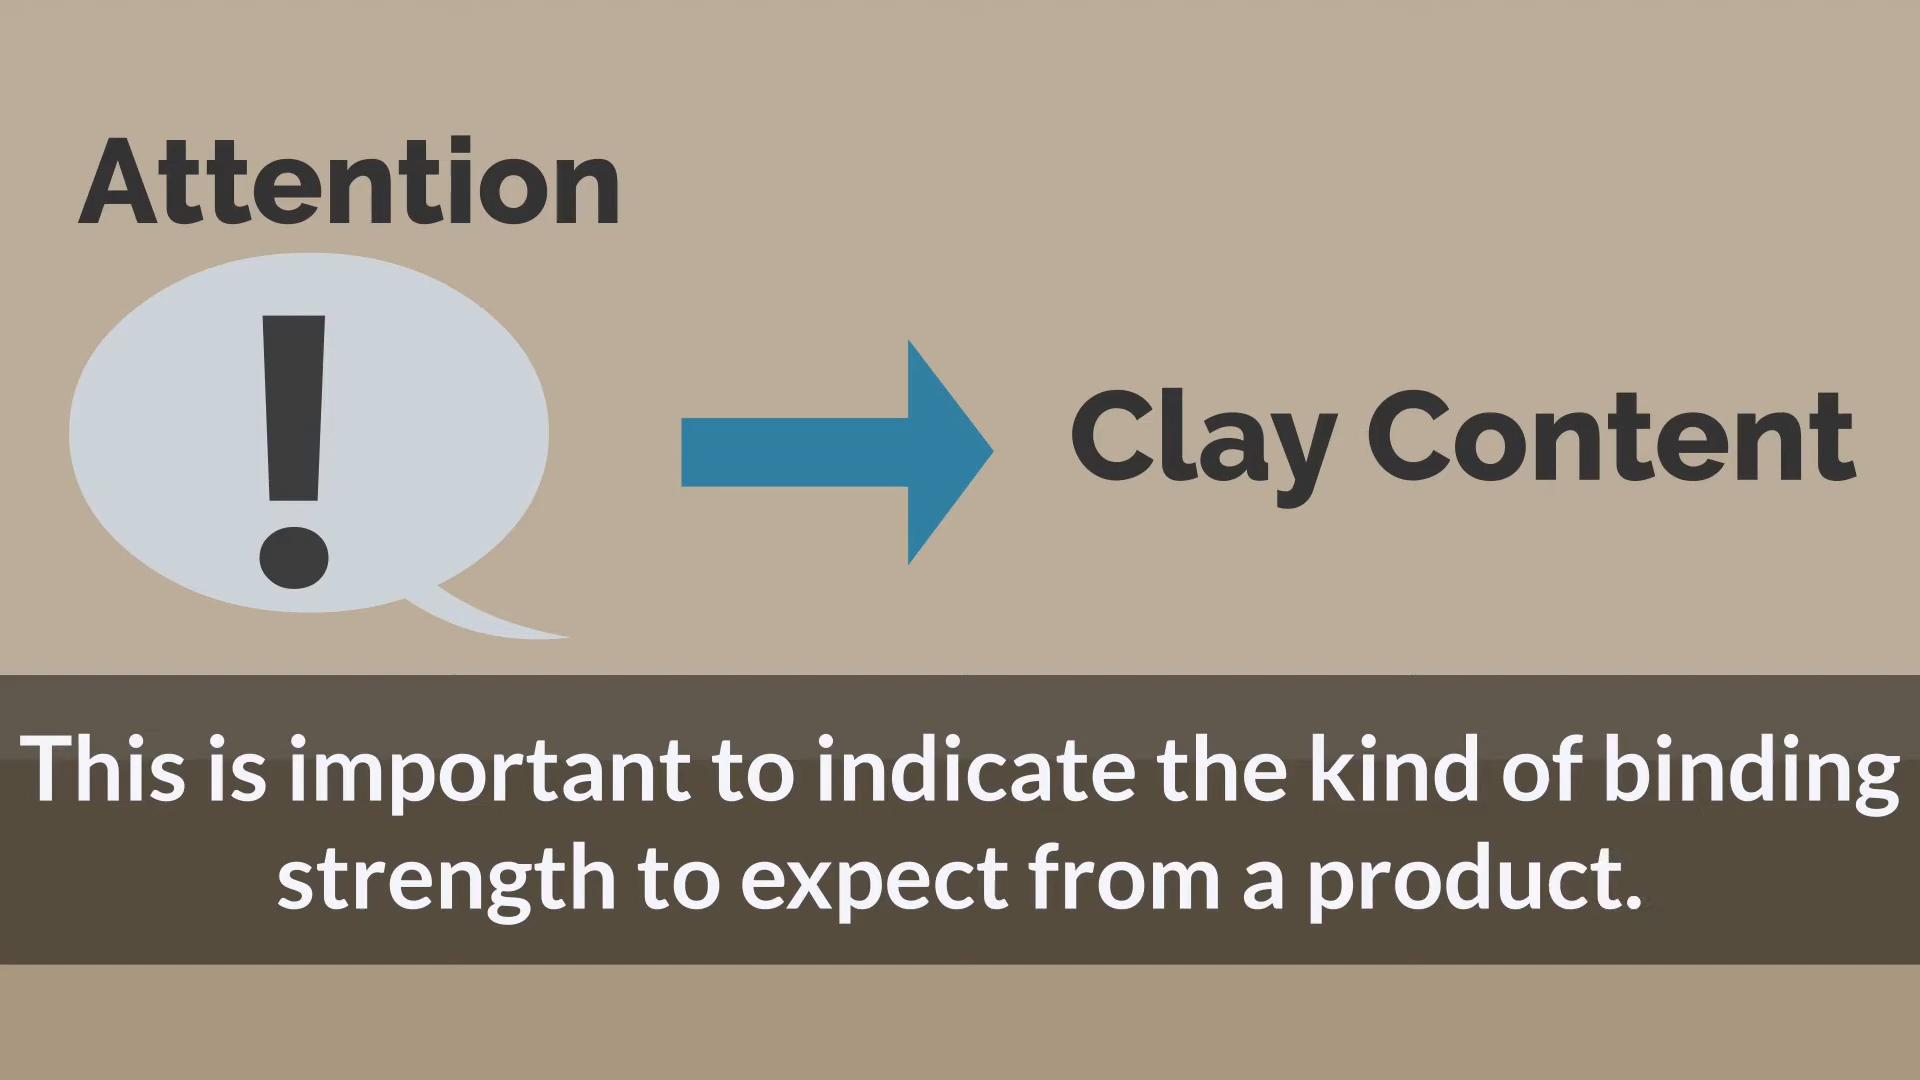 Attention
!
Clay Content
This is important to indicate the kind of binding
strength to expect from a product.